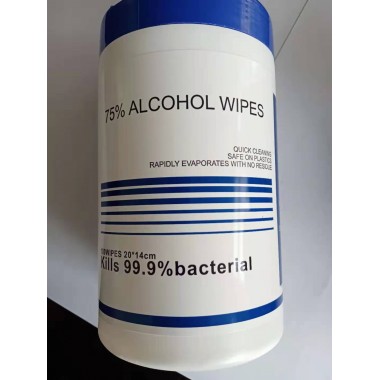 75% ALCOHOL WIPES
QUICK CLEANING
SAFE ON PLASTICS
RAPIDLY EVAPORATES WITH NO RESIDUE
20*14cm
Kills 99.9%bacterial